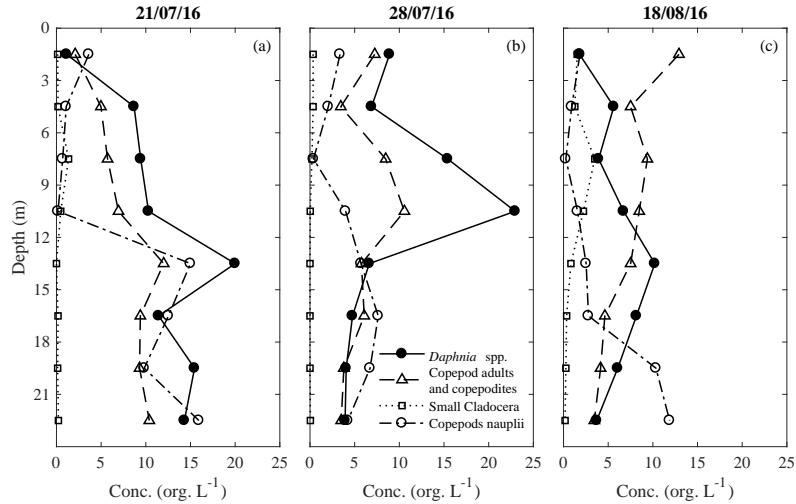 21/07/16
28/07/16
18/08/16
(a)
(b)
(c)
0
3
6
9
12
15
18
21
Depth (m)
Daphnia spp.
Copepod adults
and copepodites
Small Cladocera
Copepods nauplii
0 5 10 15 20 25
0 5 10 15 20 25
0 5 10 15 20 25
Conc. (org. L⁻¹)
Conc. (org. L⁻¹)
Conc. (org. L⁻¹)